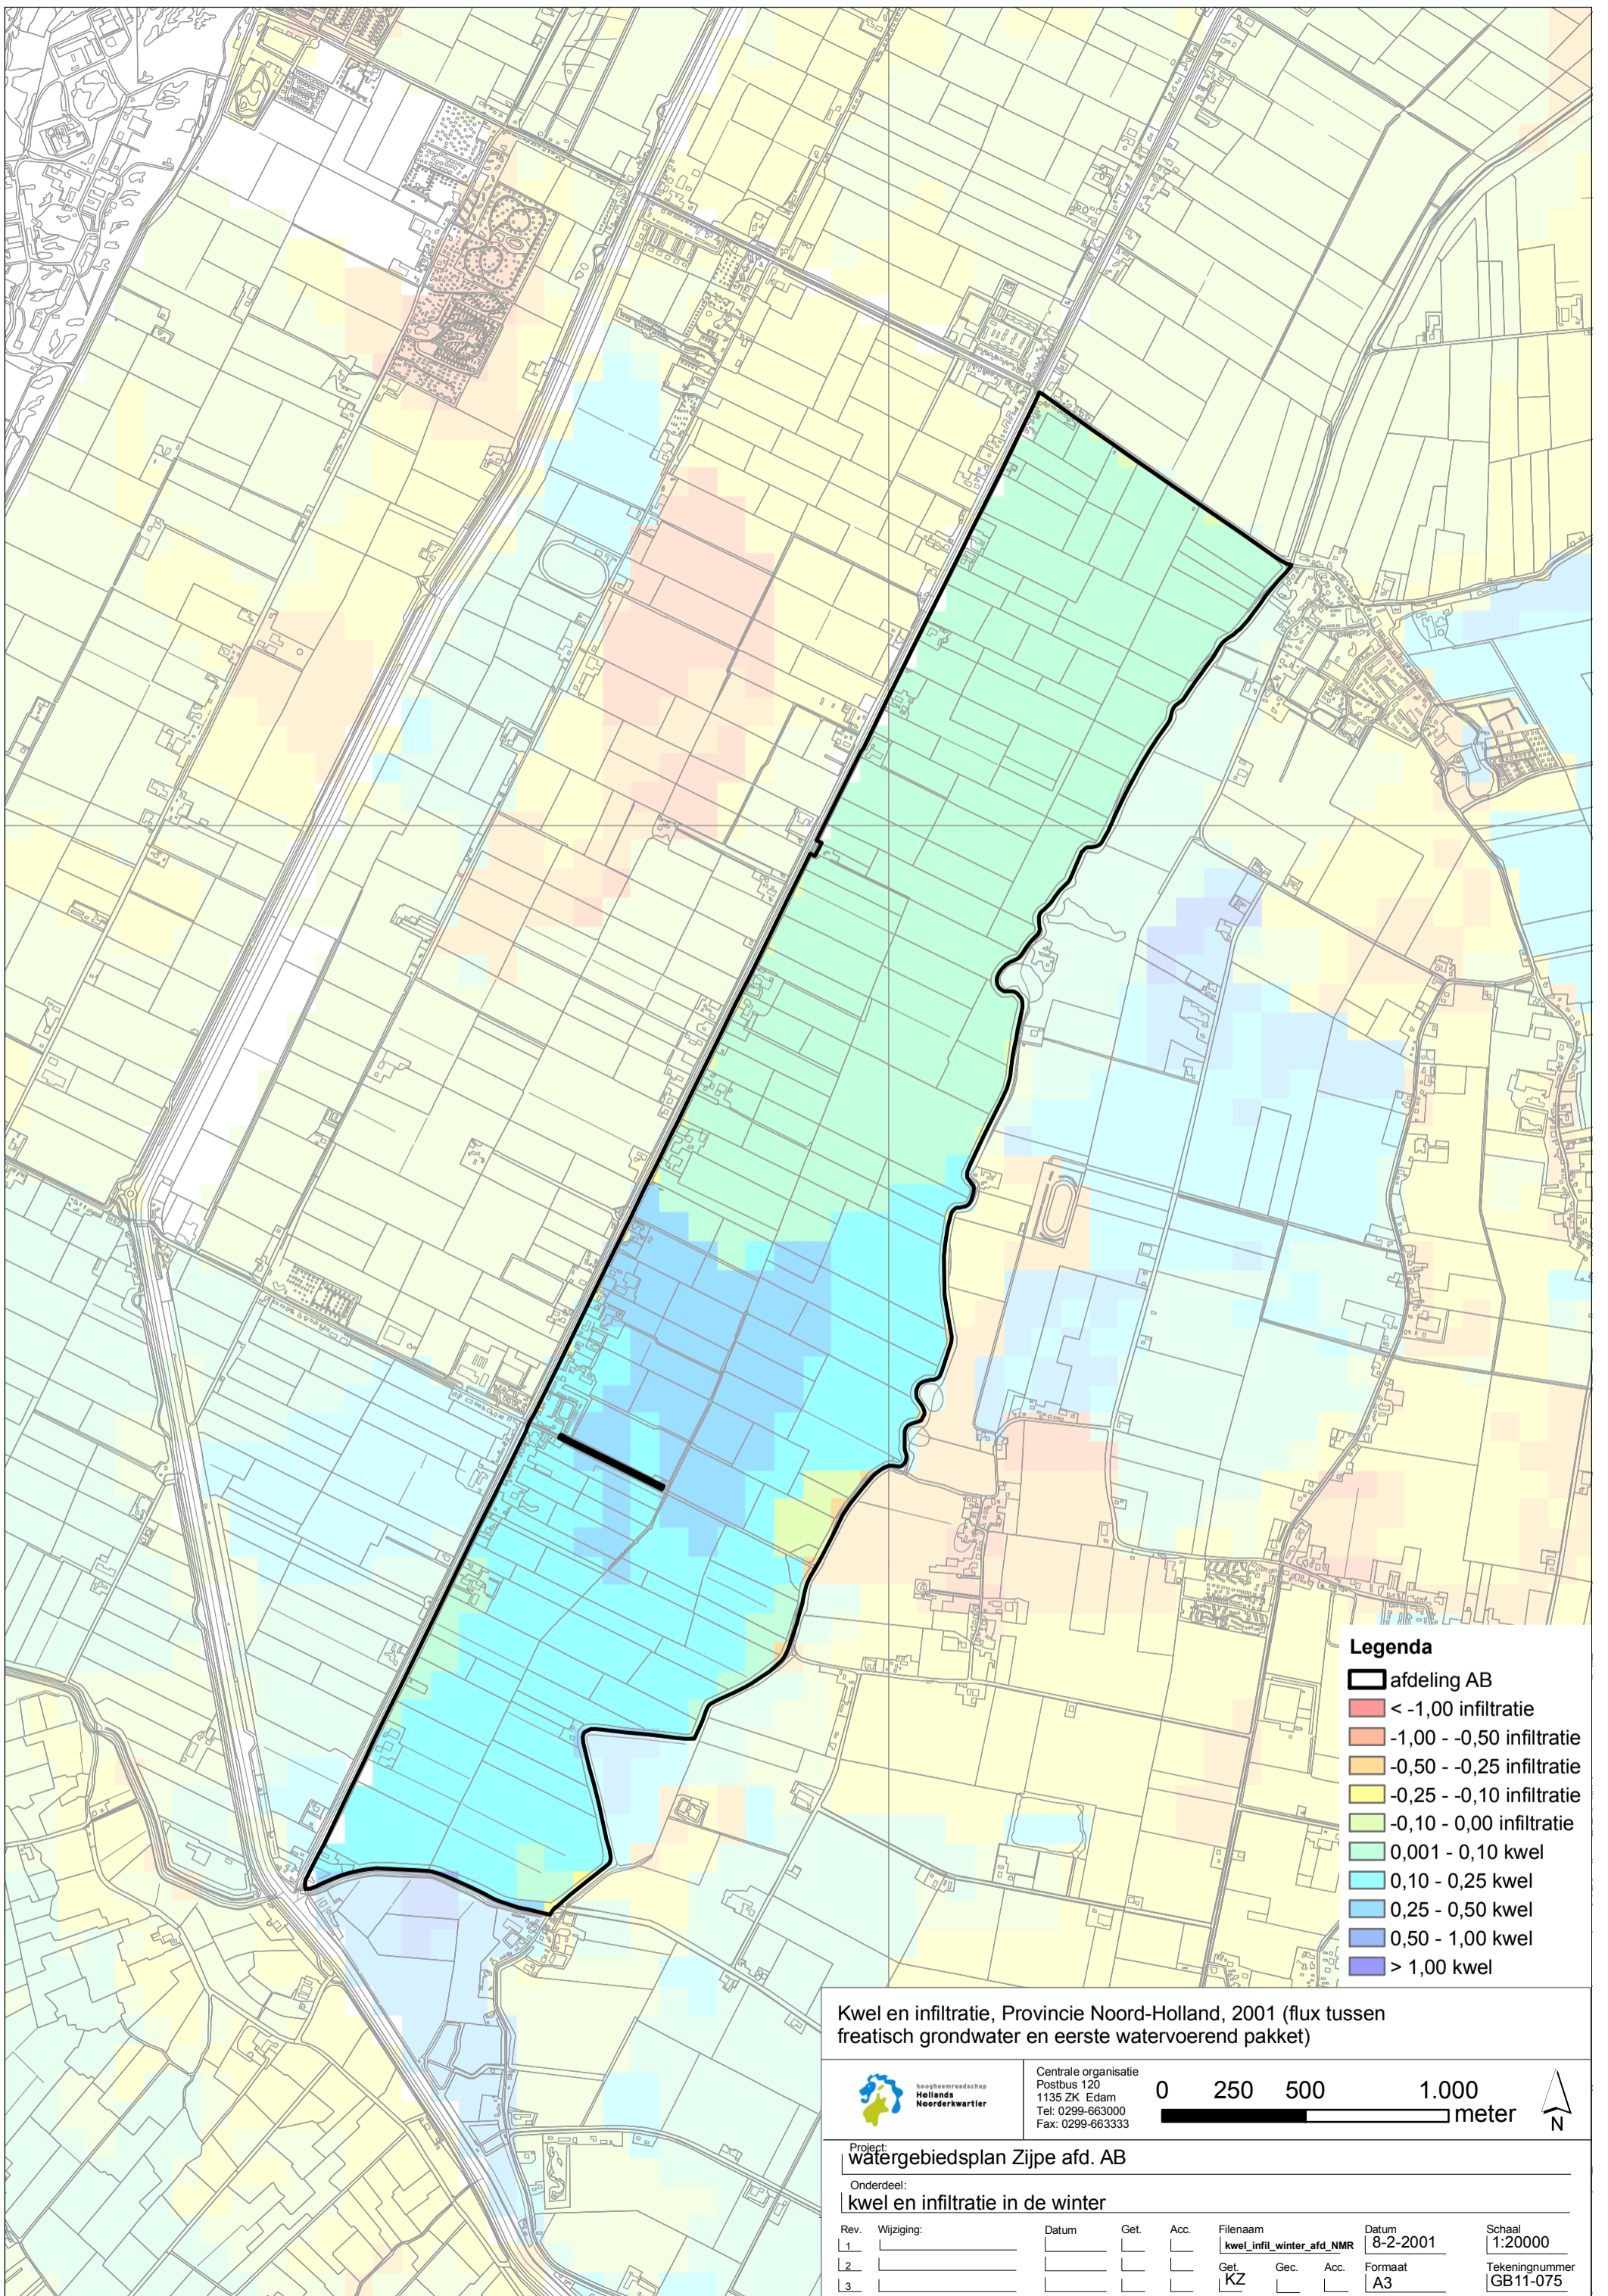 Legenda
afdeling AB
< -1,00 infiltratie
-1,00 - -0,50 infiltratie
-0,50 - -0,25 infiltratie
-0,25 - -0,10 infiltratie
-0,10 - 0,00 infiltratie
0,001 - 0,10 kwel
0,10 - 0,25 kwel
0,25 - 0,50 kwel
0,50 - 1,00 kwel
> 1,00 kwel
Kwel en infiltratie, Provincie Noord-Holland, 2001 (flux tussen
freatisch grondwater en eerste watervoerend pakket)
hoogheemraadschap
Hollands
Noorderkwartier
Centrale organisatie
Postbus 120
1135 ZK Edam
Tel: 0299-663000
Fax: 0299-663333
0 250 500 1.000
meter
N
Project:
watergebiedsplan Zijpe afd. AB
Onderdeel:
kwel en infiltratie in de winter
Rev. Wijziging: Datum Get. Acc. Filenaam Datum Schaal
1 kwel_infil_winter_afd_NMR 8-2-2001 1:20000
2 Get. Gec. Acc. Formaat Tekeningnummer
3 KZ A3 GB11-075